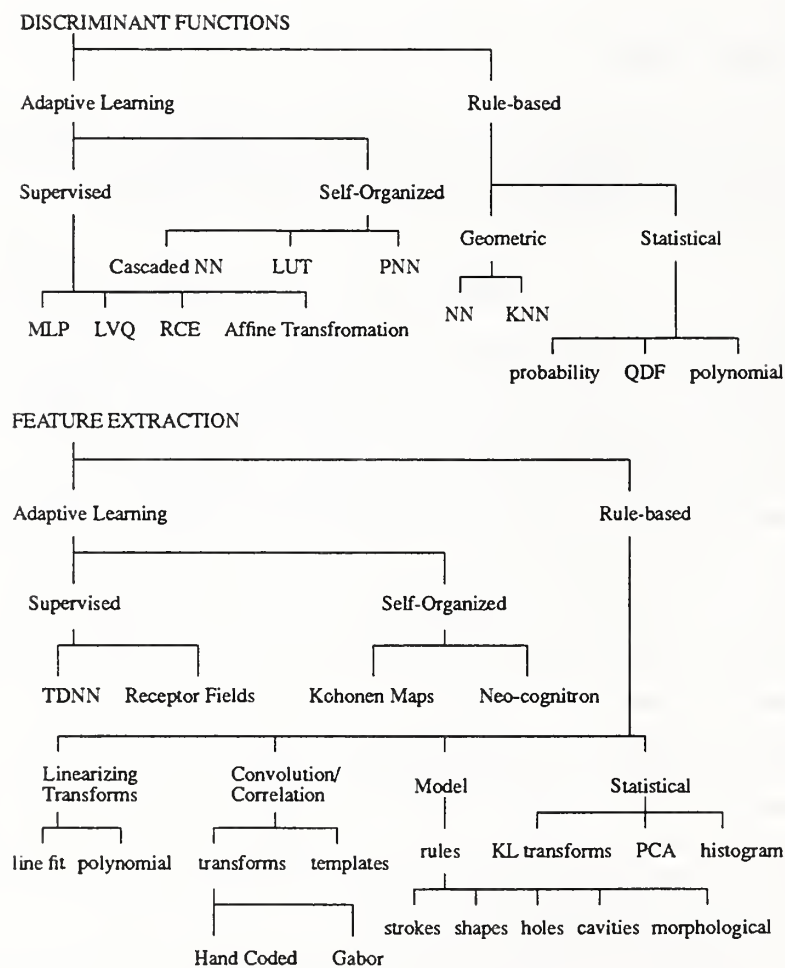 DISCRIMINANT FUNCTIONS
Adaptive Learning Rule-based
Supervised Self-Organized
Geometric Statistical
Cascaded NN LUT PNN
NN KNN
MLP LVQ RCE Affine Transfromation
probability QDF polynomial
FEATURE EXTRACTION
Adaptive Learning Rule-based
Supervised Self-Organized
TDNN Receptor Fields Kohonen Maps Neo-cognitron
Linearizing Convolution/ Model Statistical
Transforms Correlation
line fit polynomial transforms templates rules KL transforms PCA histogram
strokes shapes holes cavities morphological
Hand Coded Gabor